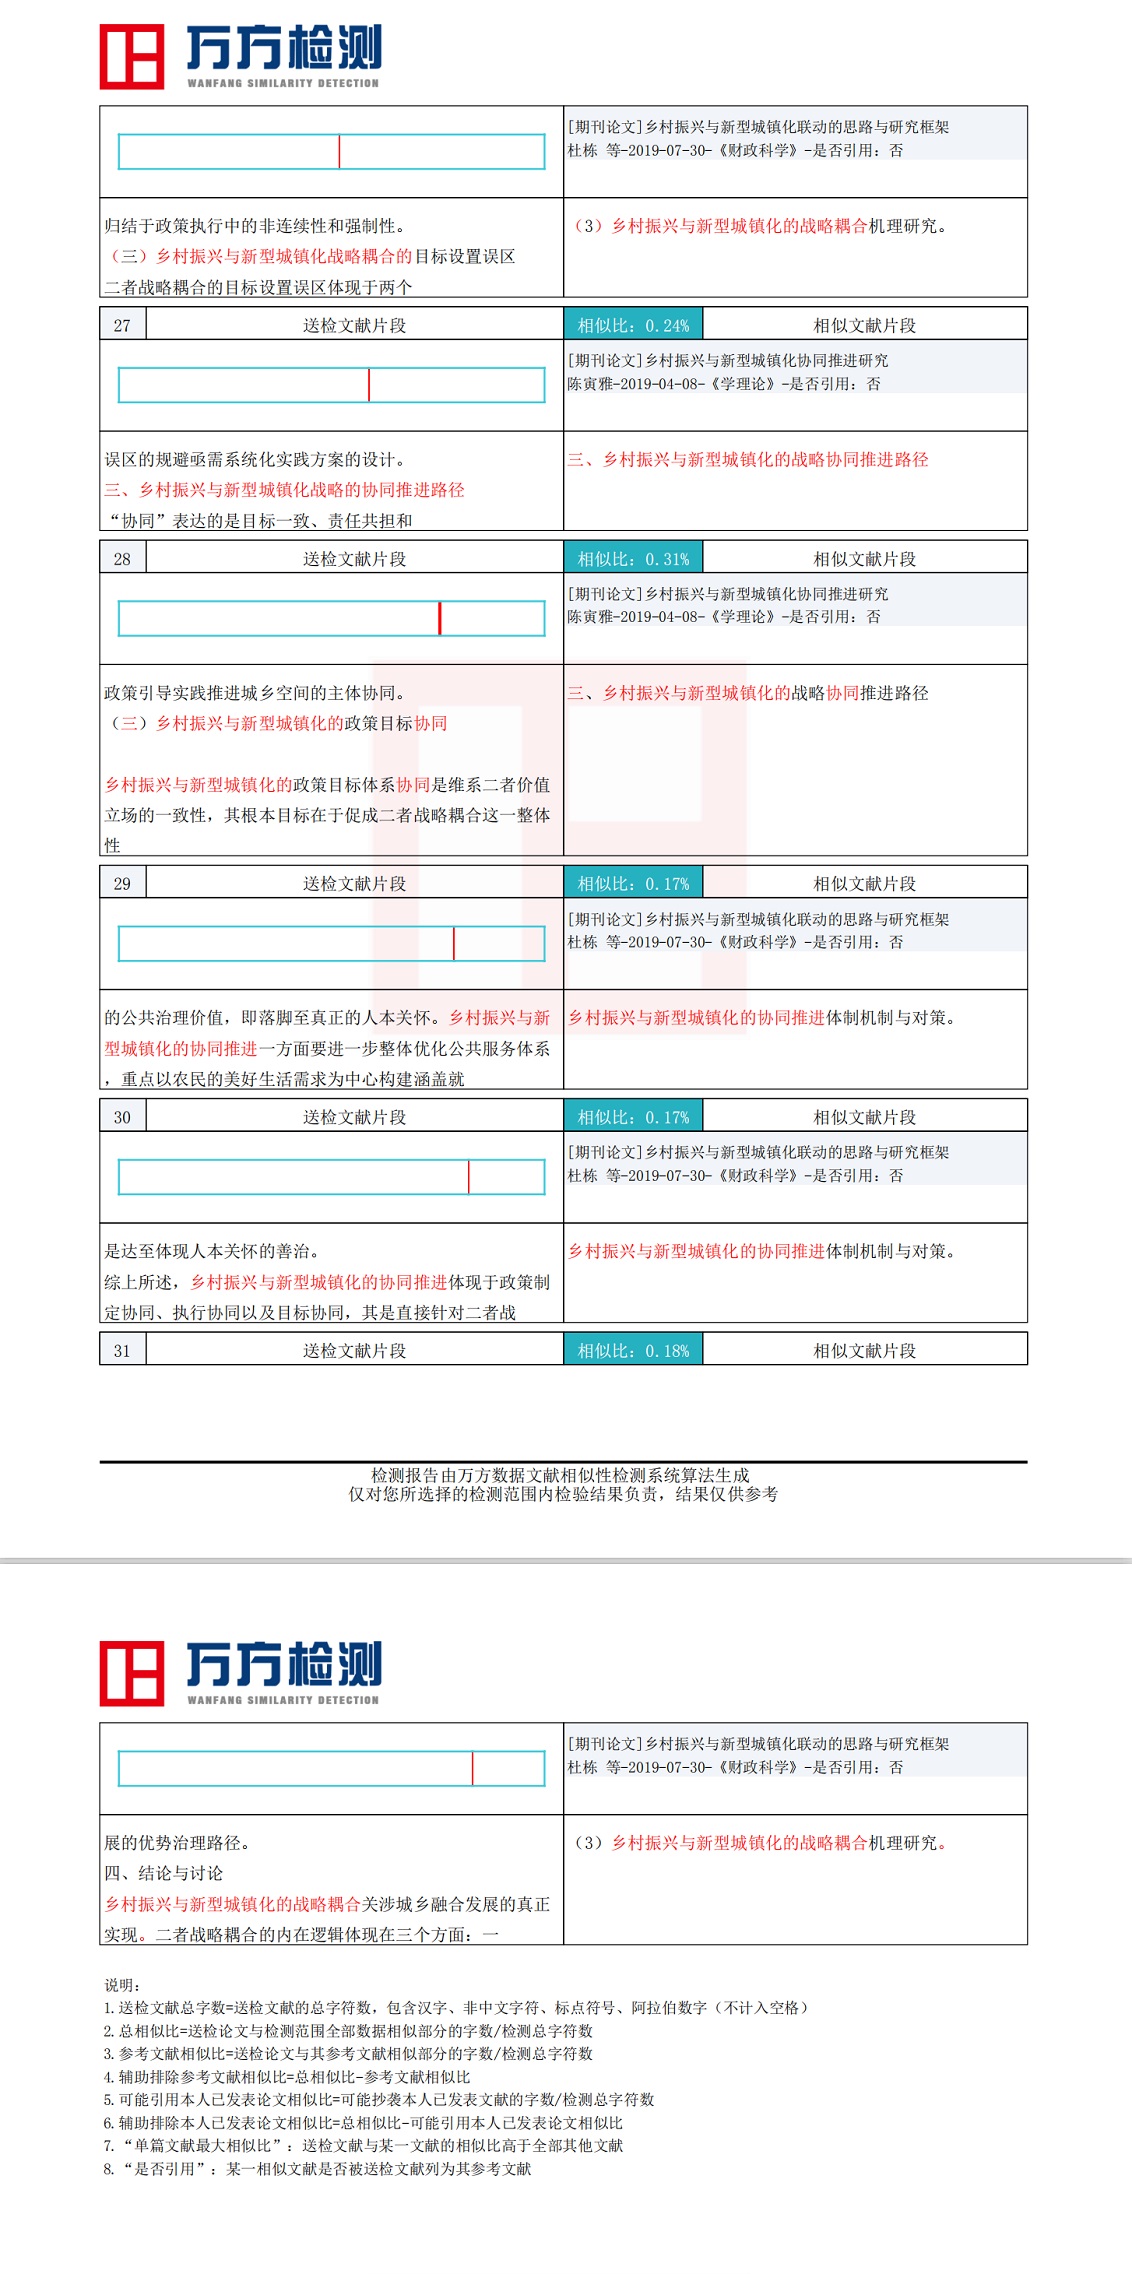 万方检测
WANFANG SIMILARITY DETECTION
[期刊论文]乡村振兴与新型城镇化联动的思路与研究框架
杜栋 等-2019-07-30-《财政科学》-是否引用：否
归结于政策执行中的非连续性和强制性。
（三）乡村振兴与新型城镇化战略耦合的目标设置误区
二者战略耦合的目标设置误区体现于两个
（3）乡村振兴与新型城镇化的战略耦合机理研究。
27 送检文献片段 相似比：0.24% 相似文献片段
[期刊论文]乡村振兴与新型城镇化协同推进研究
陈寅雅-2019-04-08-《学理论》-是否引用：否
误区的规避亟需系统化实践方案的设计。
三、乡村振兴与新型城镇化战略的协同推进路径
“协同”表达的是目标一致、责任共担和
三、乡村振兴与新型城镇化的战略协同推进路径
28 送检文献片段 相似比：0.31% 相似文献片段
[期刊论文]乡村振兴与新型城镇化协同推进研究
陈寅雅-2019-04-08-《学理论》-是否引用：否
政策引导实践推进城乡空间的主体协同。
（三）乡村振兴与新型城镇化的政策目标协同
乡村振兴与新型城镇化的政策目标体系协同是维系二者价值
立场的一致性，其根本目标在于促成二者战略耦合这一整体
性
三、乡村振兴与新型城镇化的战略协同推进路径
29 送检文献片段 相似比：0.17% 相似文献片段
[期刊论文]乡村振兴与新型城镇化联动的思路与研究框架
杜栋 等-2019-07-30-《财政科学》-是否引用：否
的公共治理价值，即落脚至真正的人本关怀。乡村振兴与新
型城镇化的协同推进一方面要进一步整体优化公共服务体系
，重点以农民的美好生活需求为中心构建涵盖就
乡村振兴与新型城镇化的协同推进体制机制与对策。
30 送检文献片段 相似比：0.17% 相似文献片段
[期刊论文]乡村振兴与新型城镇化联动的思路与研究框架
杜栋 等-2019-07-30-《财政科学》-是否引用：否
是达至体现人本关怀的善治。
综上所述，乡村振兴与新型城镇化的协同推进体现于政策制
定协同、执行协同以及目标协同，其是直接针对二者战
乡村振兴与新型城镇化的协同推进体制机制与对策。
31 送检文献片段 相似比：0.18% 相似文献片段
检测报告由万方数据文献相似性检测系统算法生成
仅对您所选择的检测范围内检验结果负责，结果仅供参考
万方检测
WANFANG SIMILARITY DETECTION
[期刊论文]乡村振兴与新型城镇化联动的思路与研究框架
杜栋 等-2019-07-30-《财政科学》-是否引用：否
展的优势治理路径。
四、结论与讨论
乡村振兴与新型城镇化的战略耦合关涉城乡融合发展的真正
实现。二者战略耦合的内在逻辑体现在三个方面：一
（3）乡村振兴与新型城镇化的战略耦合机理研究。
说明：
1.送检文献总字数=送检文献的总字符数，包含汉字、非中文字符、标点符号、阿拉伯数字（不计入空格）
2.总相似比=送检论文与检测范围全部数据相似部分的字数/检测总字符数
3.参考文献相似比=送检论文与其参考文献相似部分的字数/检测总字符数
4.辅助排除参考文献相似比=总相似比-参考文献相似比
5.可能引用本人已发表论文相似比=可能抄袭本人已发表文献的字数/检测总字符数
6.辅助排除本人已发表论文相似比=总相似比-可能引用本人已发表论文相似比
7.“单篇文献最大相似比”：送检文献与某一文献的相似比高于全部其他文献
8.“是否引用”：某一相似文献是否被送检文献列为其参考文献